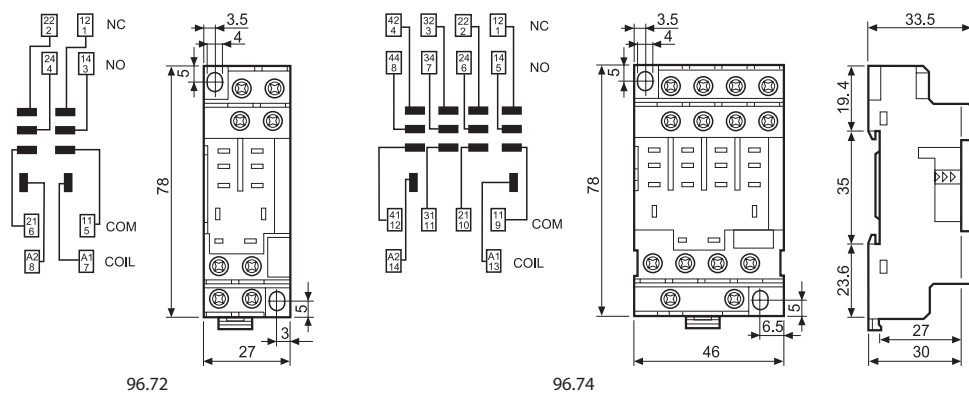 22 12 NC
2 1
24 14 NO
4 3
21 11 COM
6 5
A2 A1 COIL
8 7
3.5
4
5
78
5
3
27
96.72
42 32 22 12 NC
4 3 2 1
44 34 24 14 NO
8 7 6 5
41 31 21 11 COM
12 11 10 9
A2 A1 COIL
14 13
3.5
4
5
78
5
6.5
46
96.74
33.5
19.4
35
23.6
27
30